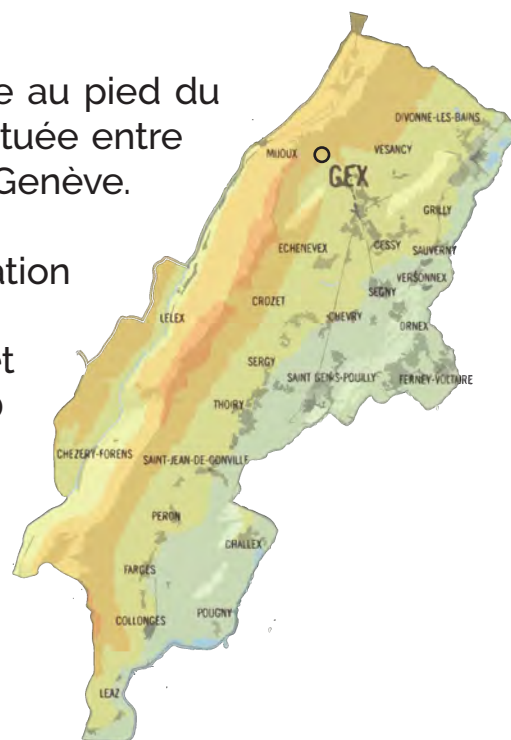 e au pied du
tuée entre
Genève.
ation
et
DIVONNE-LES-BAINS
MIJOUX
VESANCY
GEX
GRILLY
ECHENEVEX
CESSY
SAUVERNY
VERSONNEX
SEGNY
CROZET
LELEX
CHEVRY
ORNEX
SERGY
SAINT GENIS-POUILLY
FERNEY-VOLTAIRE
THOIRY
CHEZERY-FORENS
SAINT-JEAN-DE-GONVILLE
PERON
CHALLEX
FARGES
POUGNY
COLLONGES
LEAZ